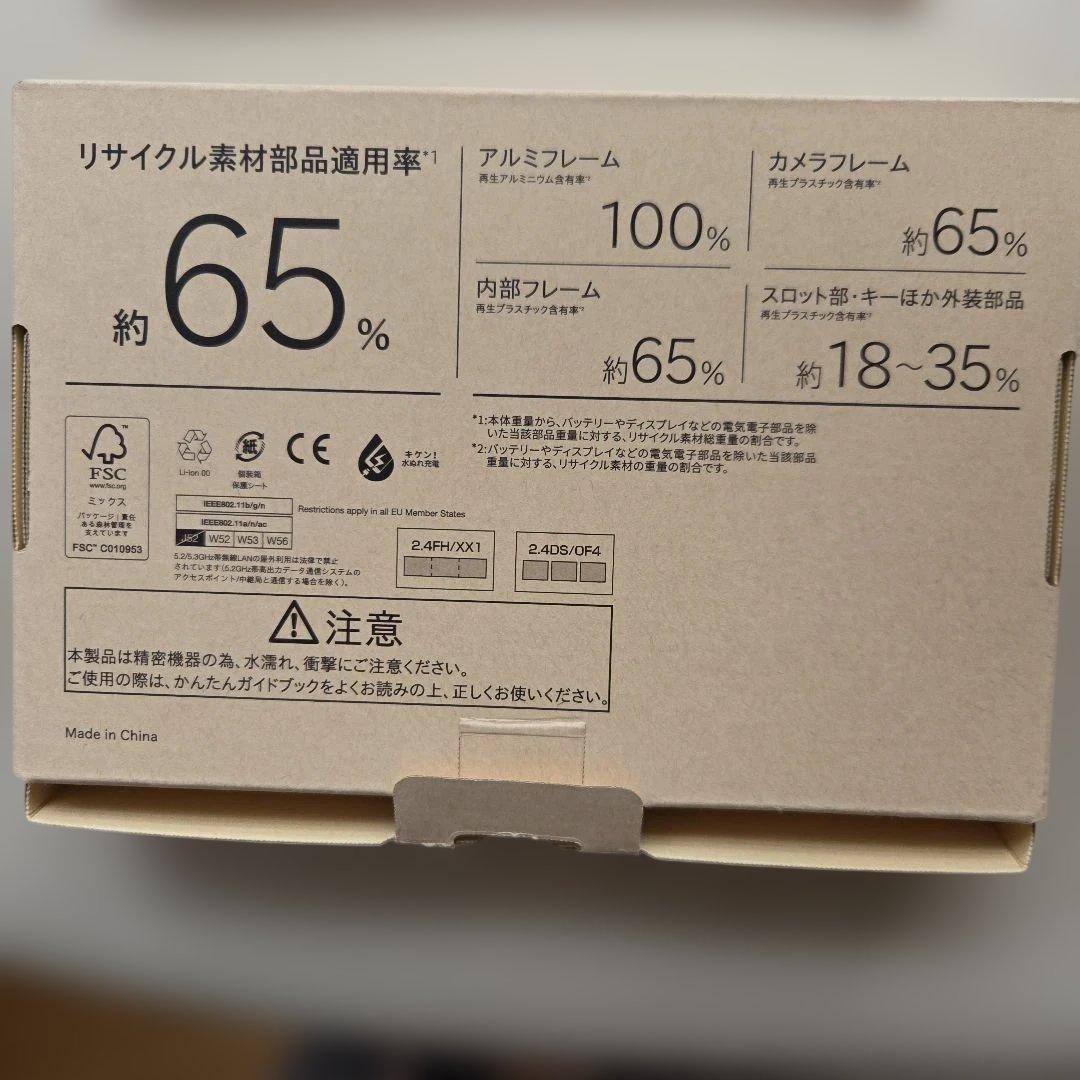 リサイクル素材部品適用率*1
約65%
アルミフレーム
再生アルミニウム含有率*2
100%
カメラフレーム
再生プラスチック含有率*2
約65%
内部フレーム
再生プラスチック含有率*2
約65%
スロット部・キーほか外装部品
再生プラスチック含有率*2
約18～35%
*1:本体重量から、バッテリーやディスプレイなどの電気電子部品を除
いた当該部品重量に対する、リサイクル素材総重量の割合です。
*2:バッテリーやディスプレイなどの電気電子部品を除いた当該部品
重量に対する、リサイクル素材の重量の割合です。
FSC™
www.fsc.org
ミックス
パッケージ｜責任
ある森林管理を
支えています
FSC™ C010953
Li-ion 00
紙
個装箱
保護シート
CE
キケン!
水ぬれ充電
IEEE802.11b/g/n
IEEE802.11a/n/ac
J52 W52 W53 W56
Restrictions apply in all EU Member States
5.2/5.3GHz帯無線LANの屋外利用は法律で禁止
されています(5.2GHz帯高出力データ通信システムの
アクセスポイント/中継局と通信する場合を除く)。
2.4FH/XX1
2.4DS/OF4
注意
本製品は精密機器の為、水濡れ、衝撃にご注意ください。
ご使用の際は、かんたんガイドブックをよくお読みの上、正しくお使いください。
Made in China